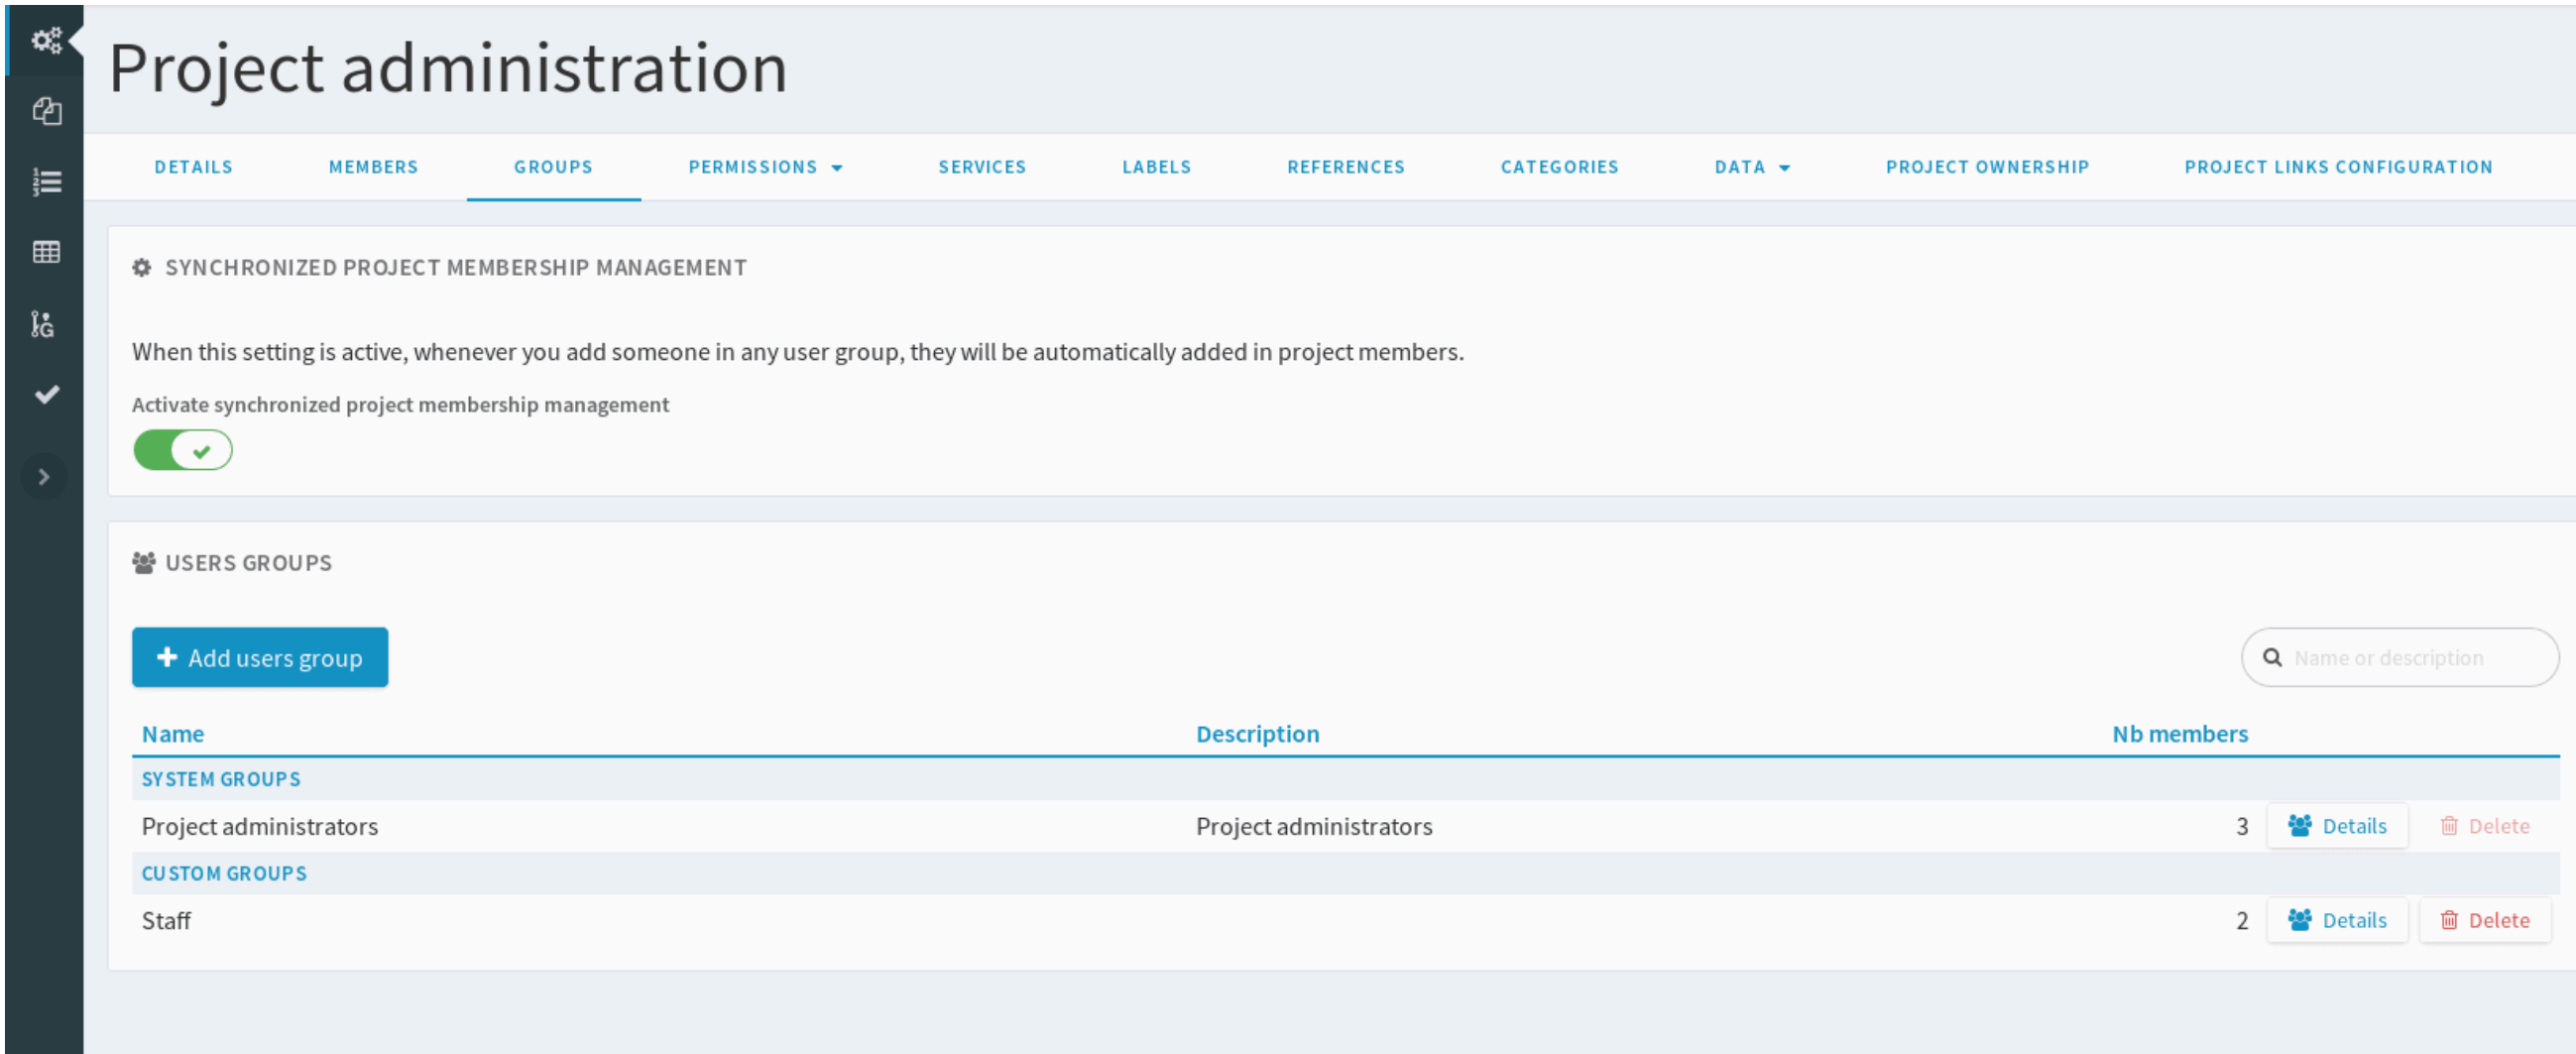 Project administration
DETAILS MEMBERS GROUPS PERMISSIONS SERVICES LABELS REFERENCES CATEGORIES DATA PROJECT OWNERSHIP PROJECT LINKS CONFIGURATION
SYNCHRONIZED PROJECT MEMBERSHIP MANAGEMENT
When this setting is active, whenever you add someone in any user group, they will be automatically added in project members.
Activate synchronized project membership management
USERS GROUPS
Add users group
Name or description
Name Description Nb members
SYSTEM GROUPS
Project administrators Project administrators 3 Details Delete
CUSTOM GROUPS
Staff 2 Details Delete